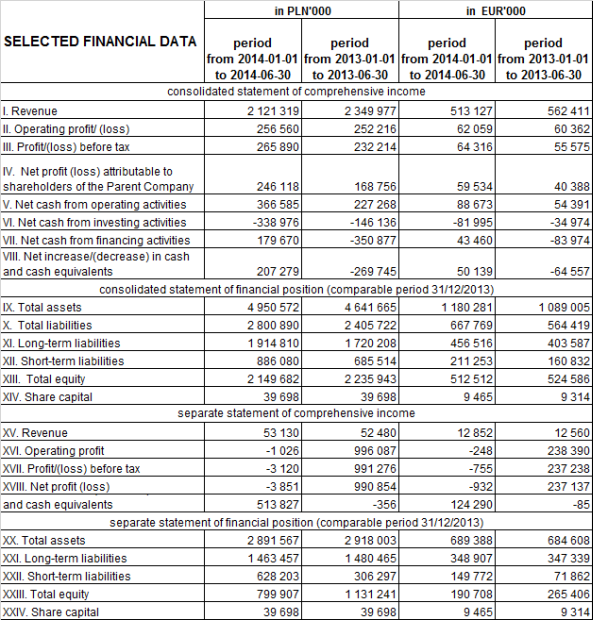 in PLN'000 in EUR'000
SELECTED FINANCIAL DATA
period period period period
from 2014-01-01 from 2013-01-01 from 2014-01-01 from 2013-01-01
to 2014-06-30 to 2013-06-30 to 2014-06-30 to 2013-06-30
consolidated statement of comprehensive income
I. Revenue 2 121 319 2 349 977 513 127 562 411
II. Operating profit/ (loss) 256 560 252 216 62 059 60 362
III. Profit/(loss) before tax 265 890 232 214 64 316 55 575
IV. Net profit (loss) attributable to
shareholders of the Parent Company 246 118 168 756 59 534 40 388
V. Net cash from operating activities 366 585 227 268 88 673 54 391
VI. Net cash from investing activities -338 976 -146 136 -81 995 -34 974
VII. Net cash from financing activities 179 670 -350 877 43 460 -83 974
VIII. Net increase/(decrease) in cash
and cash equivalents 207 279 -269 745 50 139 -64 557
consolidated statement of financial position (comparable period 31/12/2013)
IX. Total assets 4 950 572 4 641 665 1 180 281 1 089 005
X. Total liabilities 2 800 890 2 405 722 667 769 564 419
XI. Long-term liabilities 1 914 810 1 720 208 456 516 403 587
XII. Short-term liabilities 886 080 685 514 211 253 160 832
XIII. Total equity 2 149 682 2 235 943 512 512 524 586
XIV. Share capital 39 698 39 698 9 465 9 314
separate statement of comprehensive income
XV. Revenue 53 130 52 480 12 852 12 560
XVI. Operating profit -1 026 996 087 -248 238 390
XVII. Profit/(loss) before tax -3 120 991 276 -755 237 238
XVIII. Net profit (loss) -3 851 990 854 -932 237 137
and cash equivalents 513 827 -356 124 290 -85
separate statement of financial position (comparable period 31/12/2013)
XX. Total assets 2 891 567 2 918 003 689 388 684 608
XXI. Long-term liabilities 1 463 457 1 480 465 348 907 347 339
XXII. Short-term liabilities 628 203 306 297 149 772 71 862
XXIII. Total equity 799 907 1 131 241 190 708 265 406
XXIV. Share capital 39 698 39 698 9 465 9 314